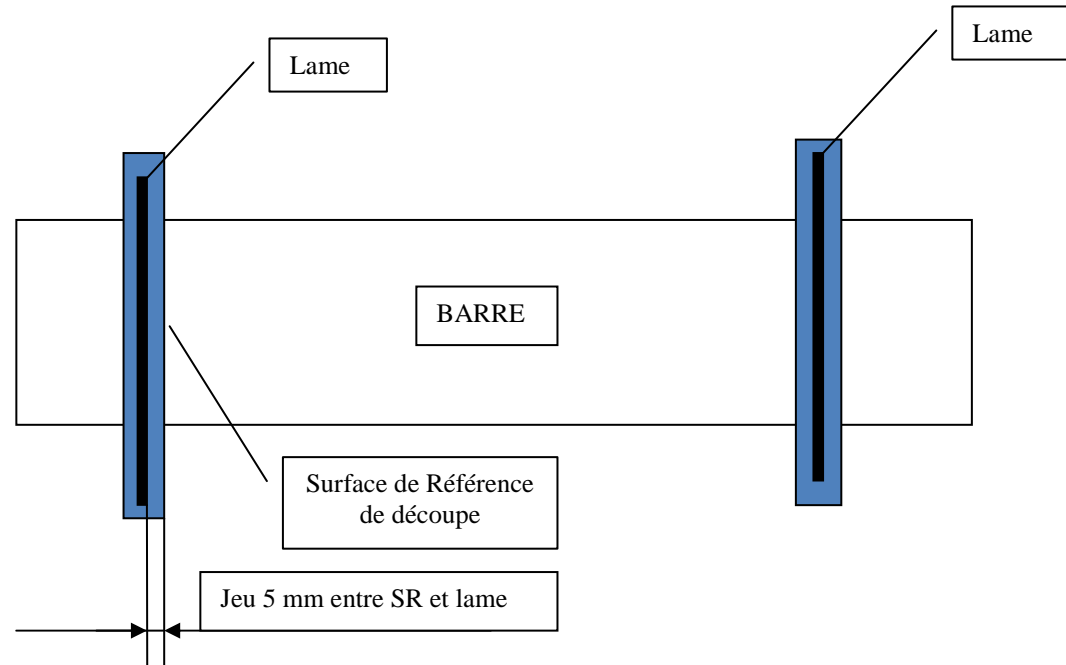 Lame
Lame
BARRE
Surface de Référence
de découpe
Jeu 5 mm entre SR et lame